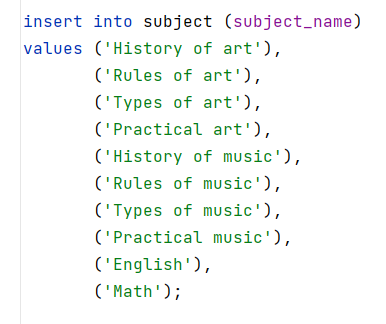 insert into subject (subject_name)
values ('History of art'),
('Rules of art'),
('Types of art'),
('Practical art'),
('History of music'),
('Rules of music'),
('Types of music'),
('Practical music'),
('English'),
('Math');